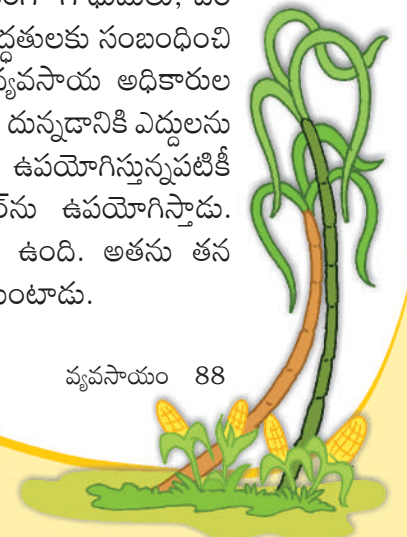 ద్ధతులకు సంబంధించి
వ్యవసాయ అధికారుల
దున్నడానికి ఎద్దులను
ఉపయోగిస్తున్నపటికీ
ను ఉపయోగిస్తాడు.
ఉంది. అతను తన
వ్యవసాయం 88